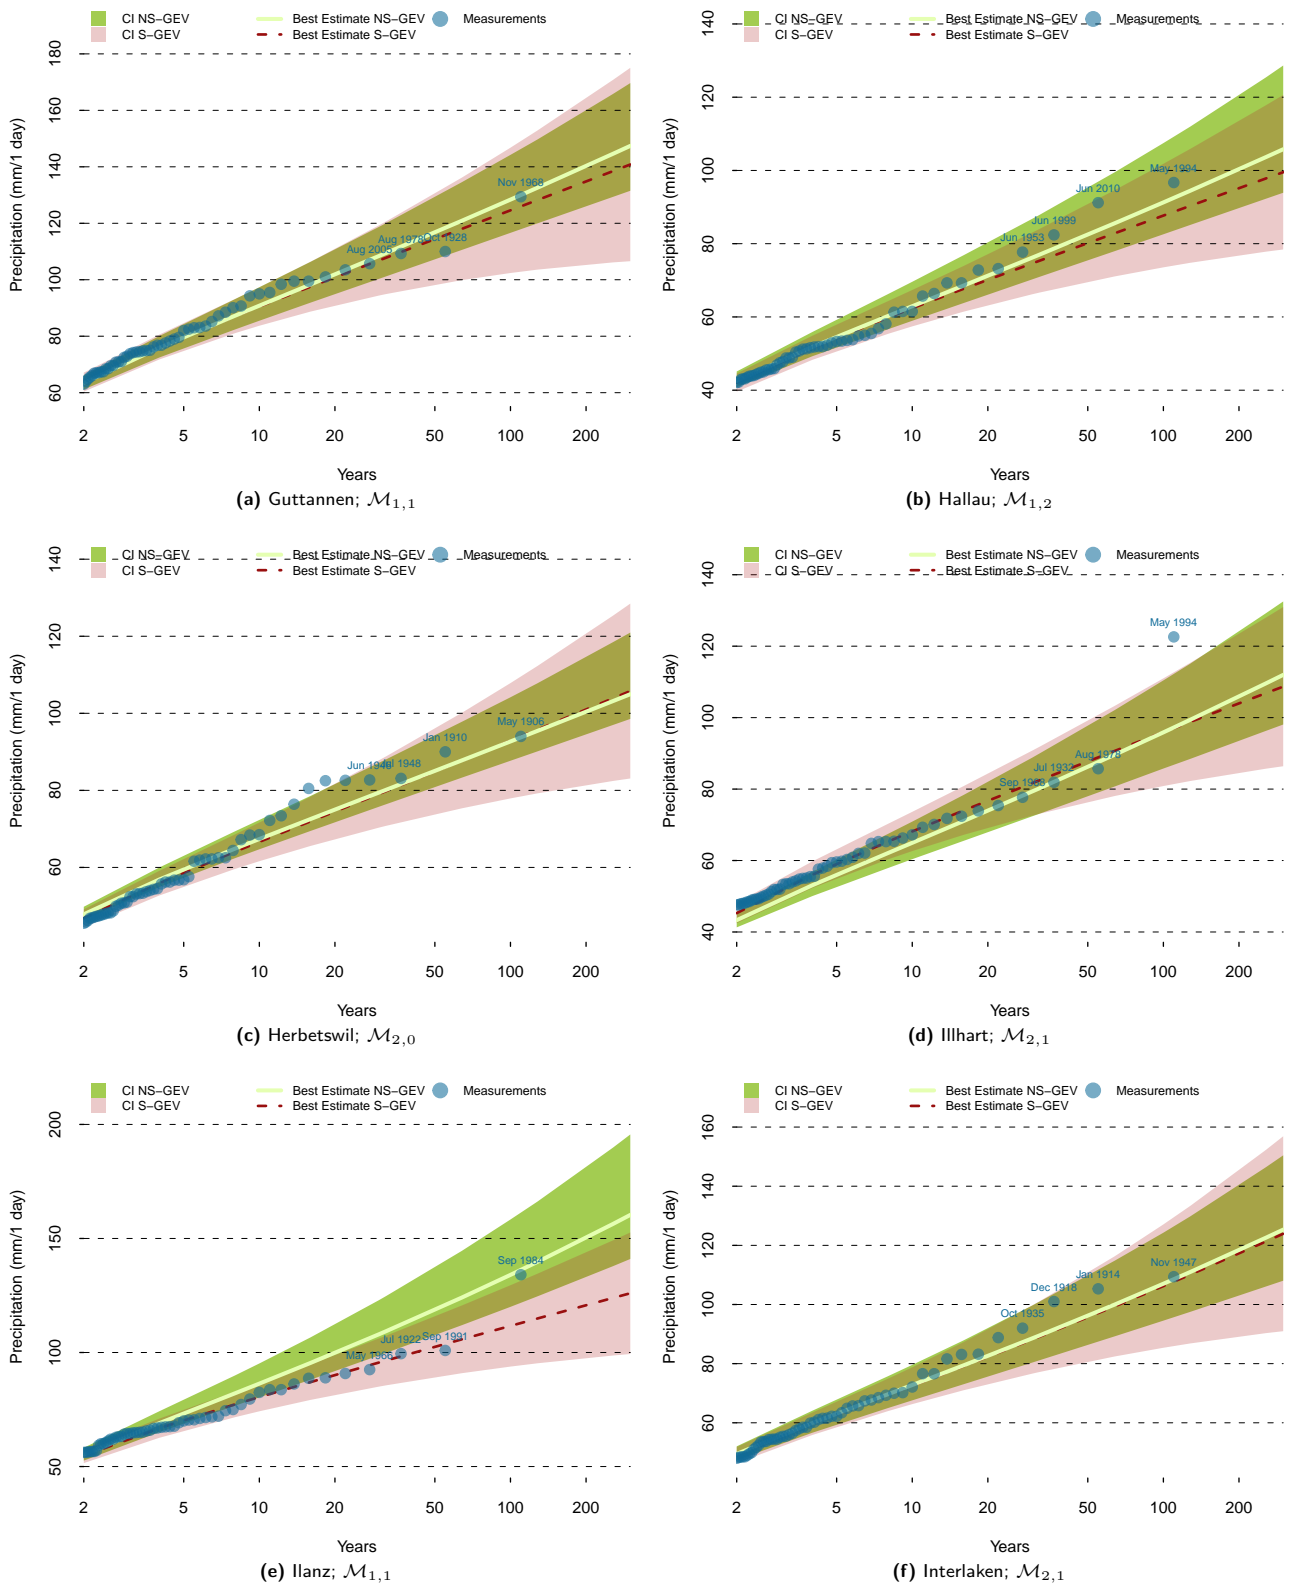 CI NS−GEV Best Estimate NS−GEV Measurements
CI S−GEV Best Estimate S−GEV
Precipitation (mm/1 day)
180
160
140
120
100
80
60
Nov 1968
Aug 1978 Oct 1928
Aug 2005
2 5 10 20 50 100 200
Years
(a) Guttannen; M1,1
CI NS−GEV Best Estimate NS−GEV Measurements
CI S−GEV Best Estimate S−GEV
Precipitation (mm/1 day)
140
120
100
80
60
40
May 1994
Jun 2010
Jun 1999
Jun 1953
2 5 10 20 50 100 200
Years
(b) Hallau; M1,2
CI NS−GEV Best Estimate NS−GEV Measurements
CI S−GEV Best Estimate S−GEV
Precipitation (mm/1 day)
140
120
100
80
60
May 1906
Jan 1910
Jun Jul 1948
2 5 10 20 50 100 200
Years
(c) Herbetswil; M2,0
CI NS−GEV Best Estimate NS−GEV Measurements
CI S−GEV Best Estimate S−GEV
Precipitation (mm/1 day)
140
120
100
80
60
40
May 1994
Aug 1978
Jul 1932
Sep
2 5 10 20 50 100 200
Years
(d) Illhart; M2,1
CI NS−GEV Best Estimate NS−GEV Measurements
CI S−GEV Best Estimate S−GEV
Precipitation (mm/1 day)
200
150
100
50
Sep 1984
Jul 1922 Sep 1991
May 1966
2 5 10 20 50 100 200
Years
(e) Ilanz; M1,1
CI NS−GEV Best Estimate NS−GEV Measurements
CI S−GEV Best Estimate S−GEV
Precipitation (mm/1 day)
160
140
120
100
80
60
Nov 1947
Jan 1914
Dec 1918
Oct 1935
2 5 10 20 50 100 200
Years
(f) Interlaken; M2,1